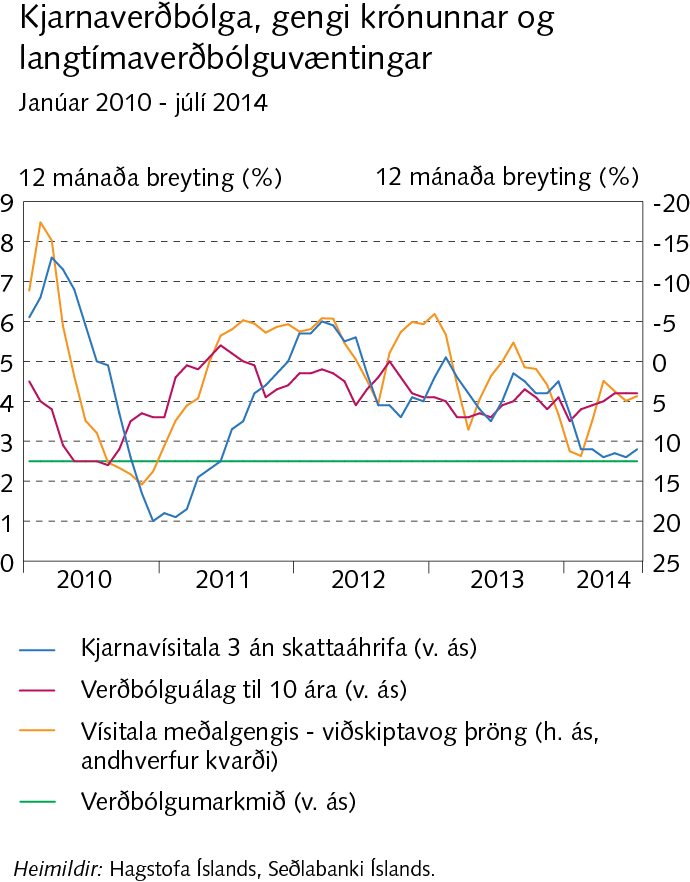 Kjarnaverðbólga, gengi krónunnar og
langtímaverðbólguvæntingar
Janúar 2010 - júlí 2014
12 mánaða breyting (%)
12 mánaða breyting (%)
9
8
7
6
5
4
3
2
1
0
-20
-15
-10
-5
0
5
10
15
20
25
2010
2011
2012
2013
2014
Kjarnavísitala 3 án skattaáhrifa (v. ás)
Verðbólguálag til 10 ára (v. ás)
Vísitala meðalgengis - viðskiptavog þröng (h. ás,
andhverfur kvarði)
Verðbólgumarkmið (v. ás)
Heimildir: Hagstofa Íslands, Seðlabanki Íslands.